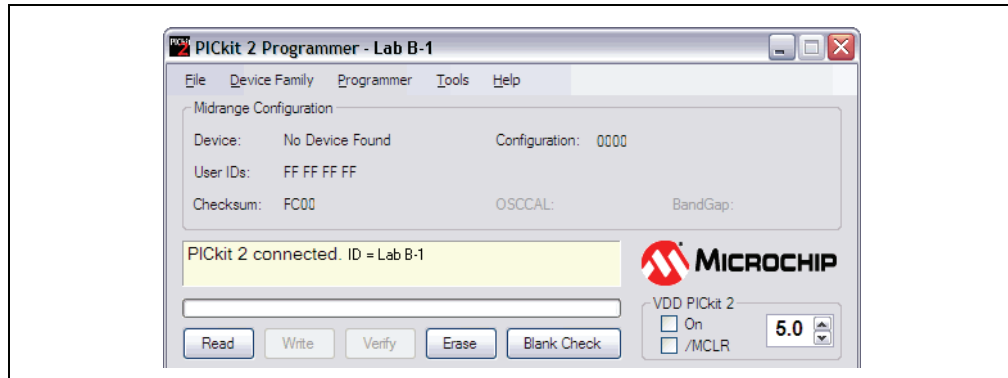 PICkit 2 Programmer - Lab B-1
File Device Family Programmer Tools Help
Midrange Configuration
Device: No Device Found Configuration: 0000
User IDs: FF FF FF FF
Checksum: FC00 OSCCAL: BandGap:
PICkit 2 connected. ID = Lab B-1
MICROCHIP
VDD PICkit 2
On
/MCLR
5.0
Read Write Verify Erase Blank Check